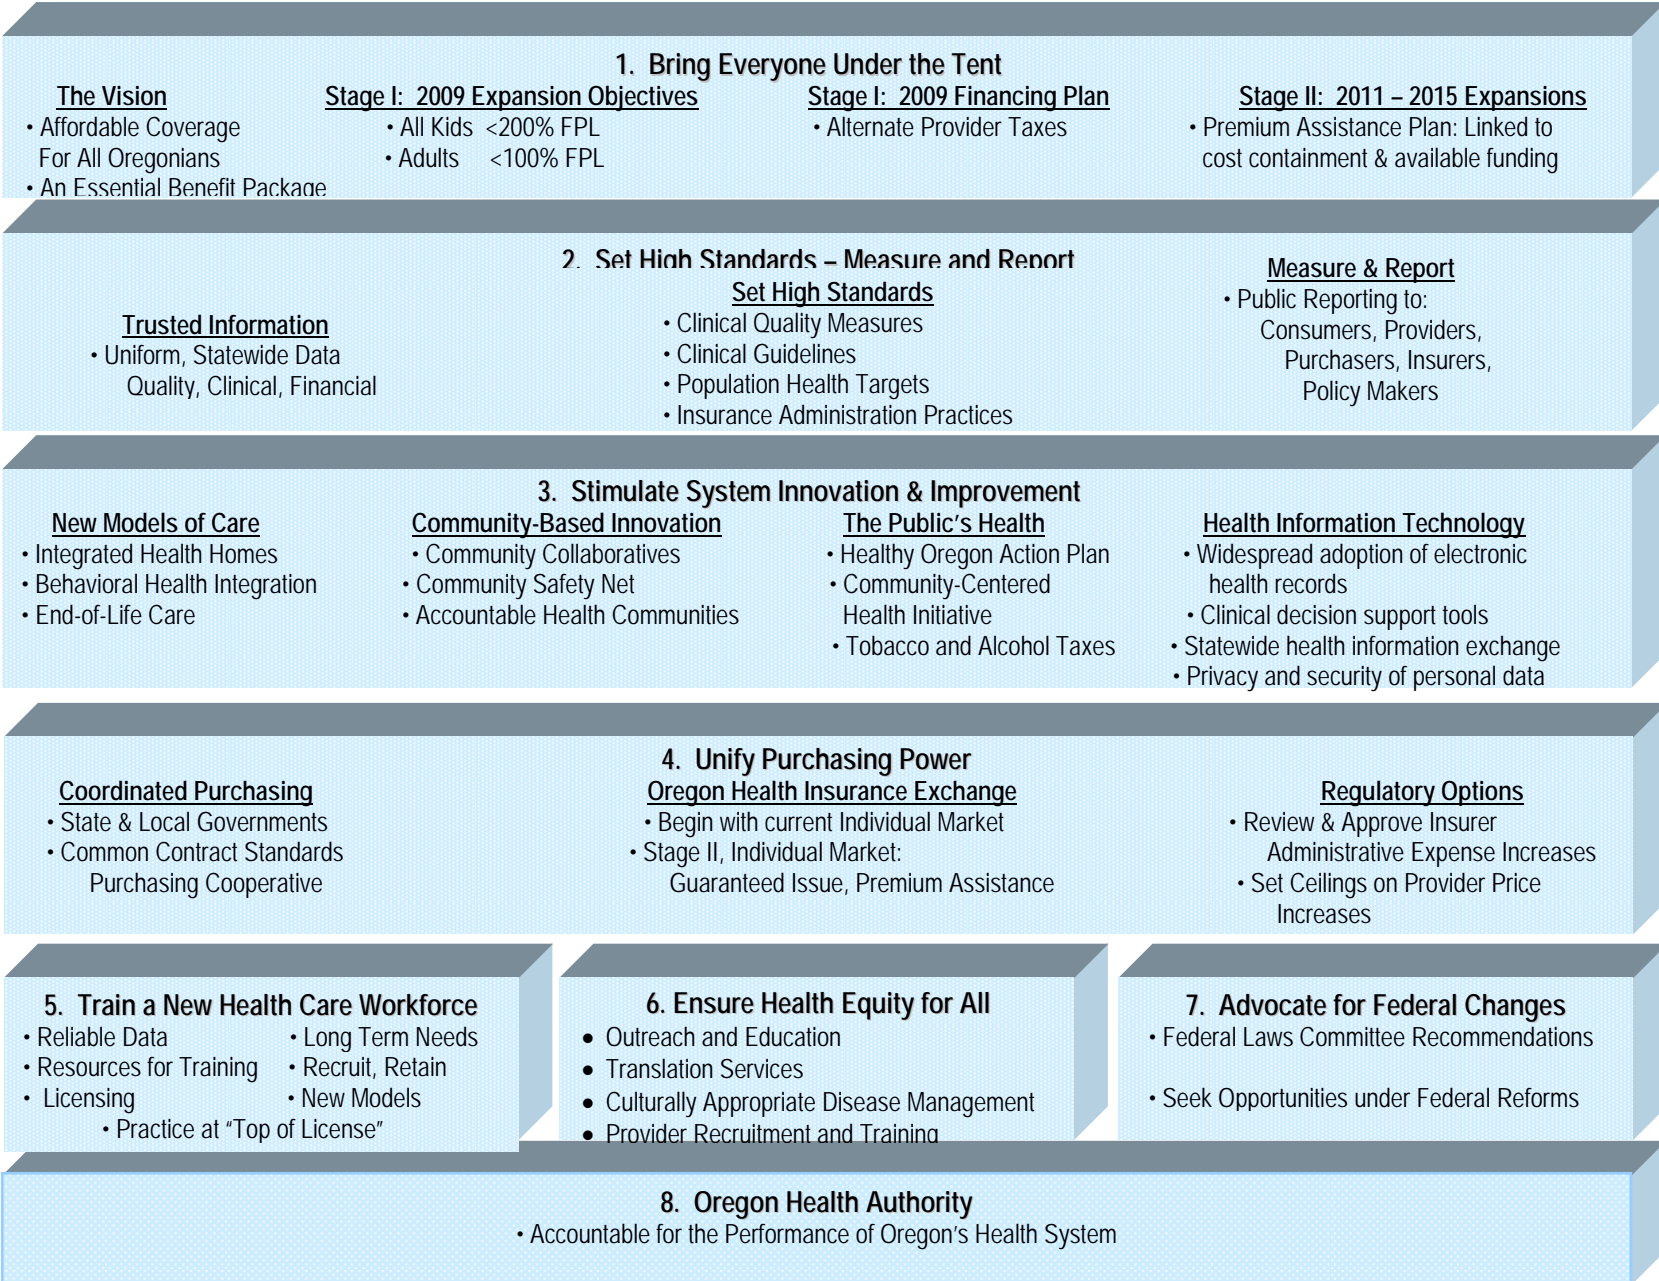 1. Bring Everyone Under the Tent
The Vision
• Affordable Coverage
For All Oregonians
• An Essential Benefit Package
Stage I: 2009 Expansion Objectives
• All Kids <200% FPL
• Adults <100% FPL
Stage I: 2009 Financing Plan
• Alternate Provider Taxes
Stage II: 2011 – 2015 Expansions
• Premium Assistance Plan: Linked to
cost containment & available funding
2. Set High Standards – Measure and Report
Trusted Information
• Uniform, Statewide Data
Quality, Clinical, Financial
Set High Standards
• Clinical Quality Measures
• Clinical Guidelines
• Population Health Targets
• Insurance Administration Practices
Measure & Report
• Public Reporting to:
Consumers, Providers,
Purchasers, Insurers,
Policy Makers
3. Stimulate System Innovation & Improvement
New Models of Care
• Integrated Health Homes
• Behavioral Health Integration
• End-of-Life Care
Community-Based Innovation
• Community Collaboratives
• Community Safety Net
• Accountable Health Communities
The Public's Health
• Healthy Oregon Action Plan
• Community-Centered
Health Initiative
• Tobacco and Alcohol Taxes
Health Information Technology
• Widespread adoption of electronic
health records
• Clinical decision support tools
• Statewide health information exchange
• Privacy and security of personal data
4. Unify Purchasing Power
Coordinated Purchasing
• State & Local Governments
• Common Contract Standards
Purchasing Cooperative
Oregon Health Insurance Exchange
• Begin with current Individual Market
• Stage II, Individual Market:
Guaranteed Issue, Premium Assistance
Regulatory Options
• Review & Approve Insurer
Administrative Expense Increases
• Set Ceilings on Provider Price
Increases
5. Train a New Health Care Workforce
• Reliable Data
• Resources for Training
• Licensing
• Long Term Needs
• Recruit, Retain
• New Models
• Practice at “Top of License”
6. Ensure Health Equity for All
• Outreach and Education
• Translation Services
• Culturally Appropriate Disease Management
• Provider Recruitment and Training
7. Advocate for Federal Changes
• Federal Laws Committee Recommendations
• Seek Opportunities under Federal Reforms
8. Oregon Health Authority
• Accountable for the Performance of Oregon's Health System